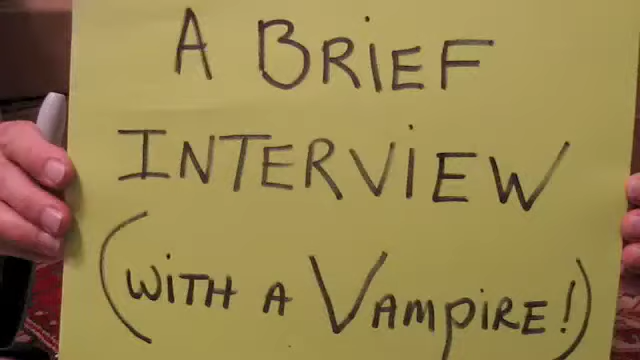 A BRiEF
INTERViEW
(WiTH A VAMPiRE!)